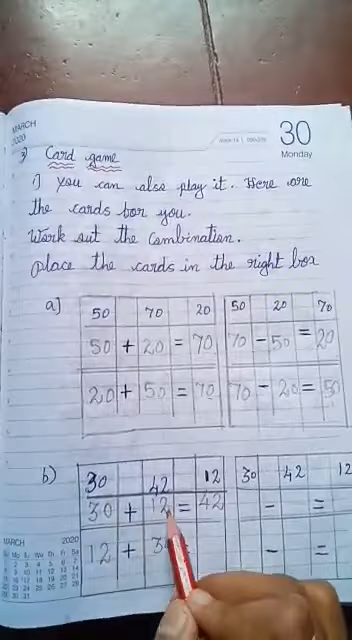 MARCH
2020
30
Monday
3) Card game
1) You can also play it. Here are
the cards for you.
Work out the combination.
place the cards in the right box
a)
50 70 20 50 20 70
50 + 20 = 70 70 - 50 = 20
20 + 50 = 70 70 - 20 = 50
b)
30 42 12 30 42 12
30 + 12 = 42 - =
12 + 3 - =
MARCH 2020